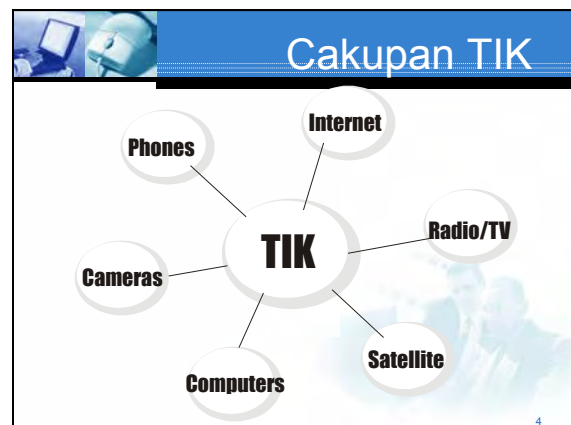 Cakupan TIK
Internet
Phones
Radio/TV
TIK
Cameras
Satellite
Computers
4